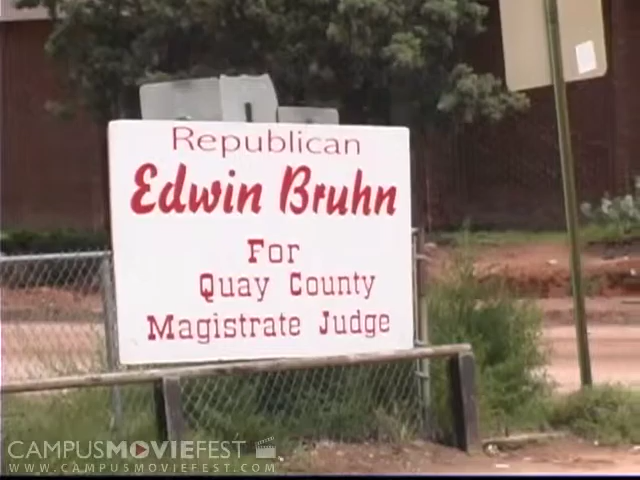 Republican
Edwin Bruhn
For
Quay County
Magistrate Judge
CAMPUSMOVIEFEST
WWW.CAMPUSMOVIEFEST.COM